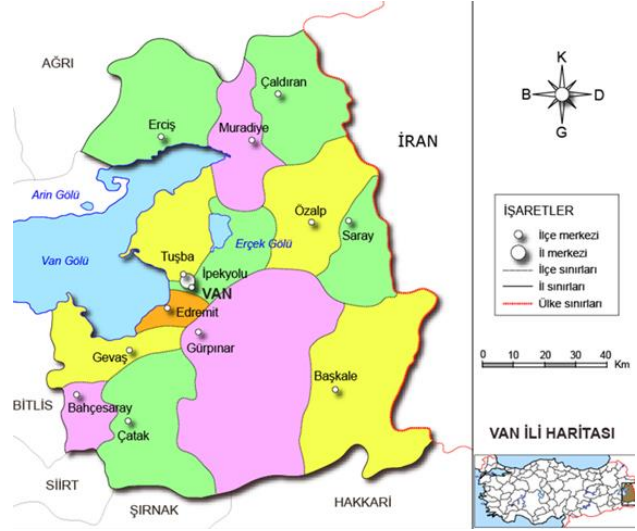 AĞRI
Çaldıran
Erciş
Muradiye
İRAN
Arin Gölü
Özalp
Saray
Erçek Gölü
Van Gölü
Tuşba
İpekyolu
VAN
Edremit
Gürpınar
Gevaş
Başkale
BİTLİS
Bahçesaray
Çatak
SİİRT
ŞIRNAK
HAKKARİ
K
B D
G
İŞARETLER
İlçe merkezi
İl merkezi
İlçe sınırları
İl sınırları
Ülke sınırları
0 10 20 30 40
Km
VAN İLİ HARİTASI